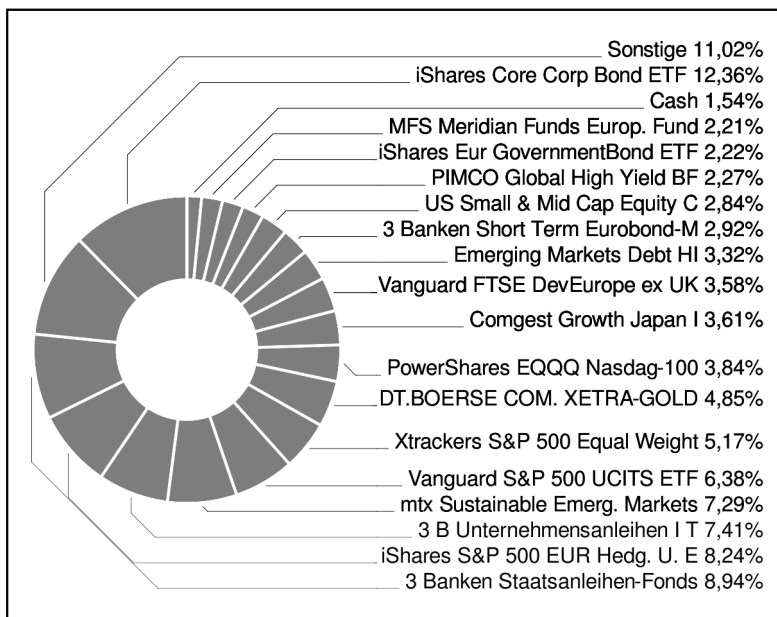 Sonstige 11,02%
iShares Core Corp Bond ETF 12,36%
Cash 1,54%
MFS Meridian Funds Europ. Fund 2,21%
iShares Eur GovernmentBond ETF 2,22%
PIMCO Global High Yield BF 2,27%
US Small & Mid Cap Equity C 2,84%
3 Banken Short Term Eurobond-M 2,92%
Emerging Markets Debt HI 3,32%
Vanguard FTSE DevEurope ex UK 3,58%
Comgest Growth Japan I 3,61%
PowerShares EQQQ Nasdag-100 3,84%
DT.BOERSE COM. XETRA-GOLD 4,85%
Xtrackers S&P 500 Equal Weight 5,17%
Vanguard S&P 500 UCITS ETF 6,38%
mtx Sustainable Emerg. Markets 7,29%
3 B Unternehmensanleihen I T 7,41%
iShares S&P 500 EUR Hedg. U. E 8,24%
3 Banken Staatsanleihen-Fonds 8,94%